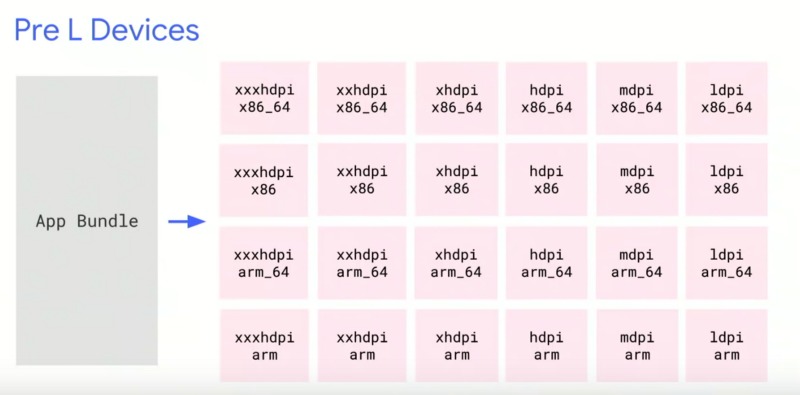 Pre L Devices
App Bundle
xxxhdpi
x86_64
xxhdpi
x86_64
xhdpi
x86_64
hdpi
x86_64
mdpi
x86_64
ldpi
x86_64
xxxhdpi
x86
xxhdpi
x86
xhdpi
x86
hdpi
x86
mdpi
x86
ldpi
x86
xxxhdpi
arm_64
xxhdpi
arm_64
xhdpi
arm_64
hdpi
arm_64
mdpi
arm_64
ldpi
arm_64
xxxhdpi
arm
xxhdpi
arm
xhdpi
arm
hdpi
arm
mdpi
arm
ldpi
arm